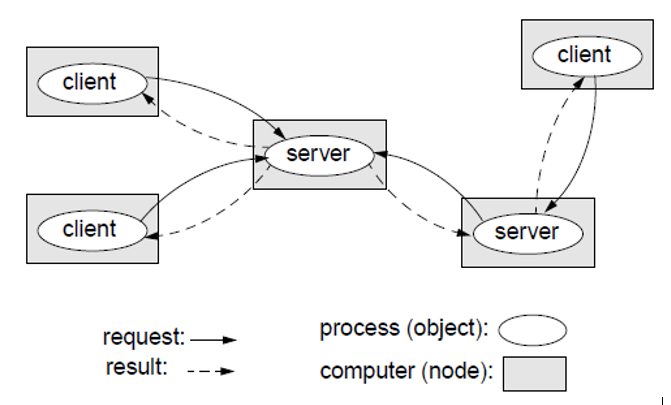 client
client
server
client
server
request:
result:
process (object):
computer (node):